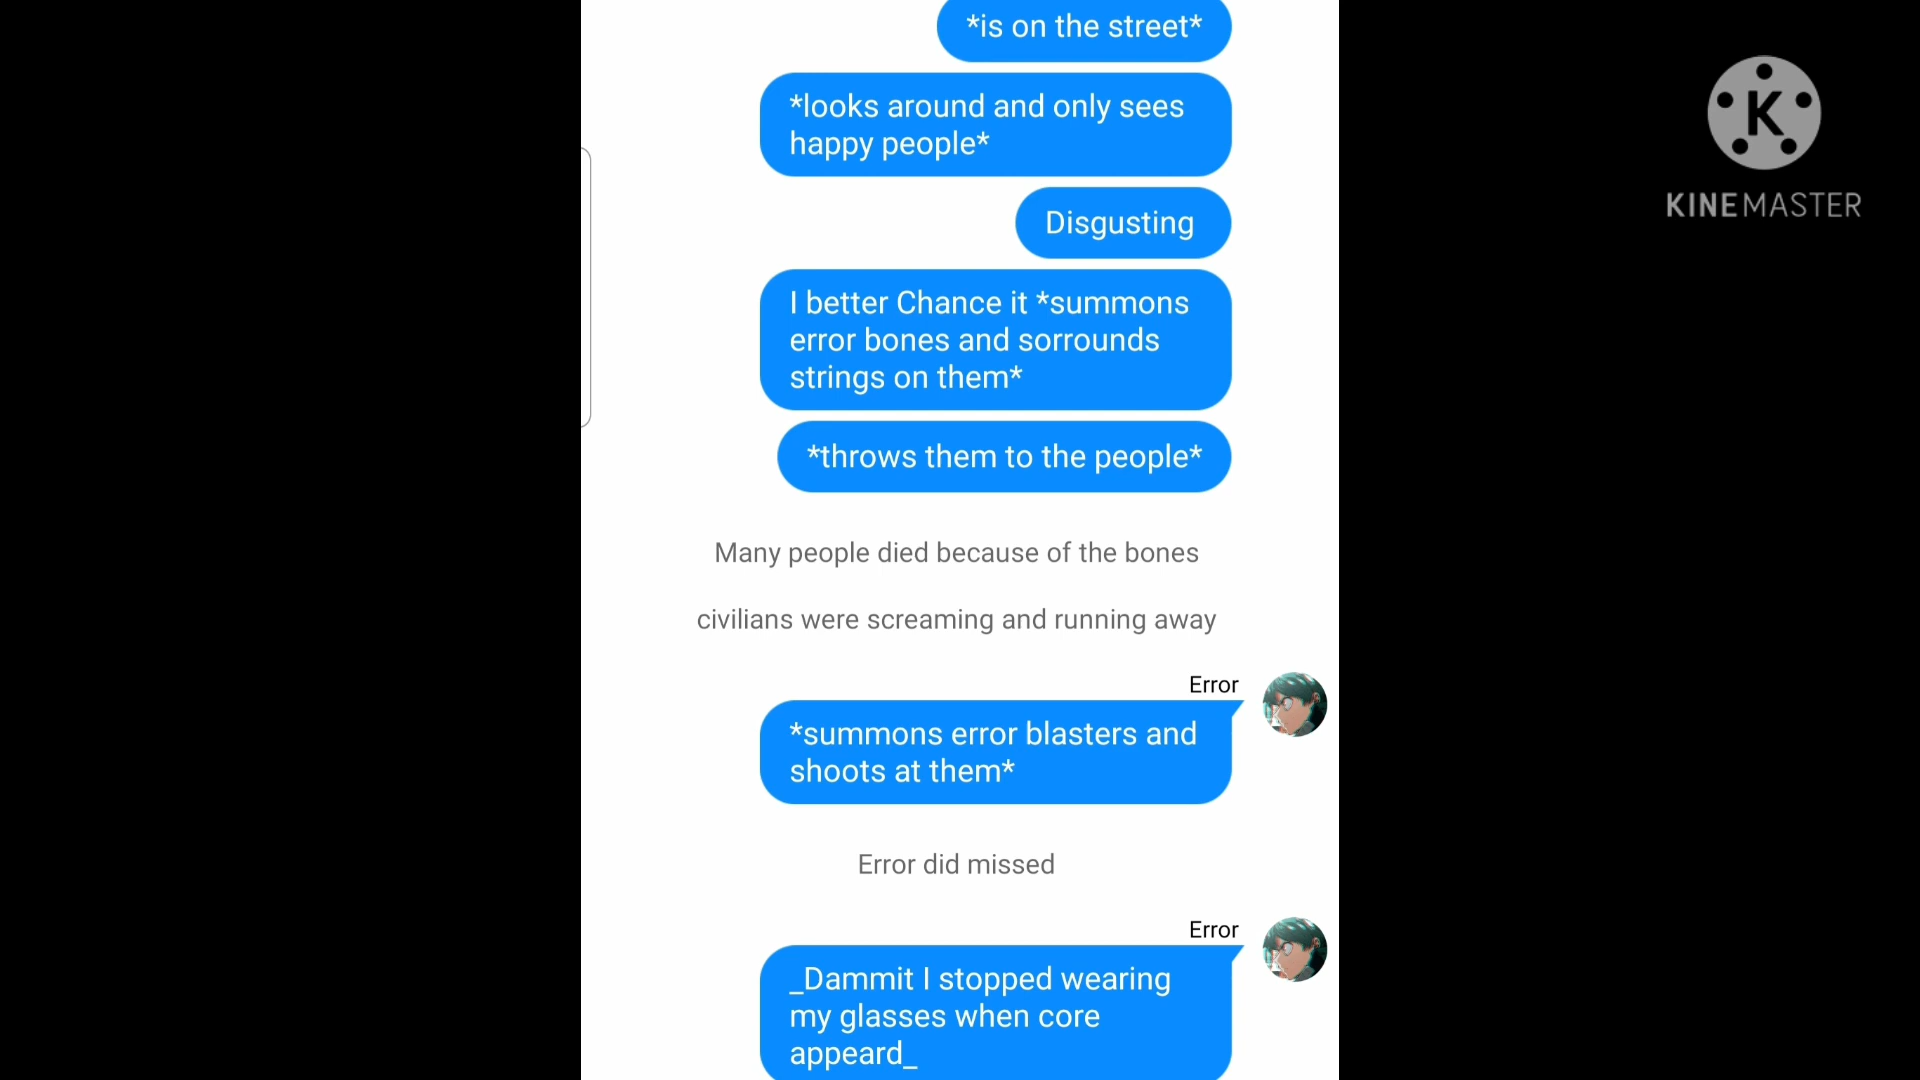 *is on the street*
*looks around and only sees
happy people*
Disgusting
I better Chance it *summons
error bones and sorrounds
strings on them*
*throws them to the people*
Many people died because of the bones
civilians were screaming and running away
Error
*summons error blasters and
shoots at them*
Error did missed
Error
_Dammit I stopped wearing
my glasses when core
appeard_
K
KINEMASTER